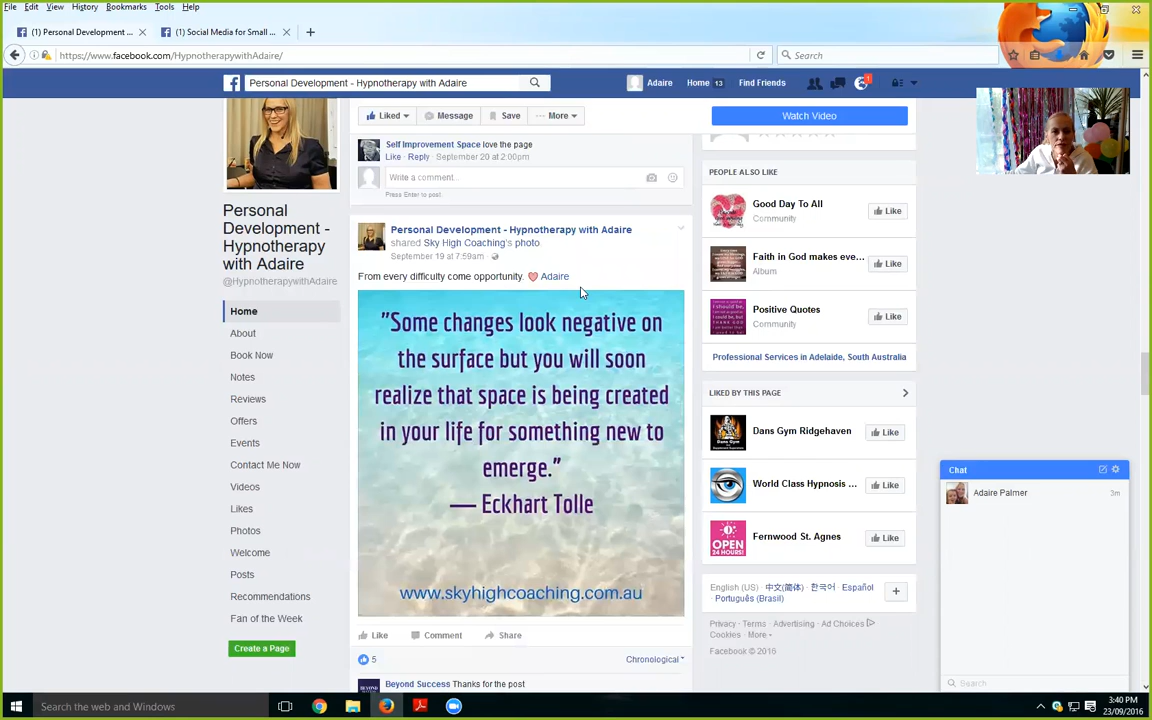 File Edit View History Bookmarks Tools Help
(1) Personal Development ...
(1) Social Media for Small ...
https://www.facebook.com/HypnotherapywithAdaire/
Search
Personal Development - Hypnotherapy with Adaire
Adaire
Home 13
Find Friends
1
Liked
Message
Save
More
Watch Video
Self Improvement Space love the page
Like · Reply · September 20 at 2:00pm
Write a comment...
Press Enter to post.
Personal
Development -
Hypnotherapy
with Adaire
@HypnotherapywithAdaire
Home
About
Book Now
Notes
Reviews
Offers
Events
Contact Me Now
Videos
Likes
Photos
Welcome
Posts
Recommendations
Fan of the Week
Create a Page
Personal Development - Hypnotherapy with Adaire
shared Sky High Coaching's photo
September 19 at 7:59am ·
From every difficulty come opportunity. Adaire
"Some changes look negative on
the surface but you will soon
realize that space is being created
in your life for something new to
emerge."
— Eckhart Tolle
www.skyhighcoaching.com.au
Like
Comment
Share
5
Chronological
Beyond Success Thanks for the post
PEOPLE ALSO LIKE
Good Day To All
Community
Like
Faith in God makes eve...
Album
Like
Positive Quotes
Community
Like
Professional Services in Adelaide, South Australia
LIKED BY THIS PAGE
Dans Gym Ridgehaven
Like
World Class Hypnosis ...
Like
OPEN
24 HOURS!
Fernwood St. Agnes
Like
English (US) · 中文(简体) · 한국어 · Español
· Português (Brasil)
Privacy · Terms · Advertising · Ad Choices
Cookies · More
Facebook © 2016
Chat
Adaire Palmer
3m
Search
Search the web and Windows
3:40 PM
23/09/2016